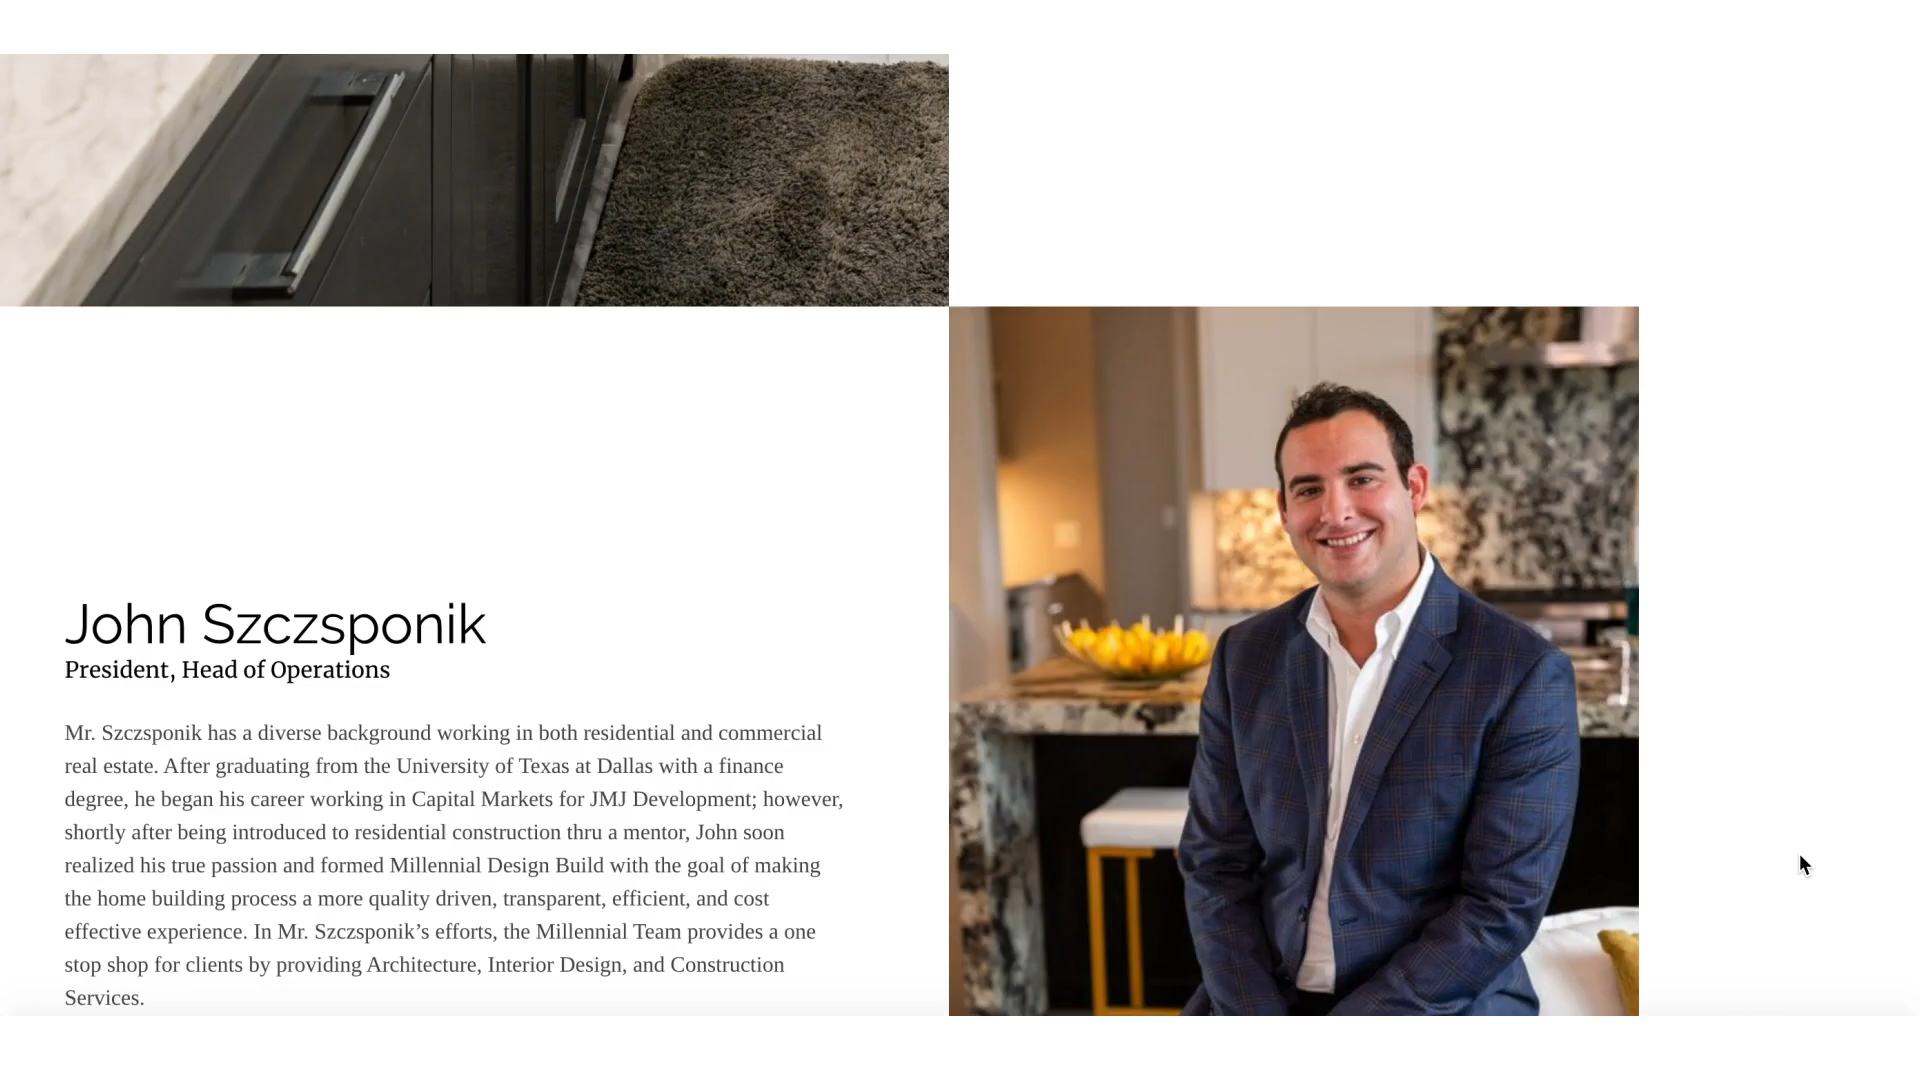 John Szczsponik
President, Head of Operations
Mr. Szczsponik has a diverse background working in both residential and commercial
real estate. After graduating from the University of Texas at Dallas with a finance
degree, he began his career working in Capital Markets for JMJ Development; however,
shortly after being introduced to residential construction thru a mentor, John soon
realized his true passion and formed Millennial Design Build with the goal of making
the home building process a more quality driven, transparent, efficient, and cost
effective experience. In Mr. Szczsponik’s efforts, the Millennial Team provides a one
stop shop for clients by providing Architecture, Interior Design, and Construction
Services.